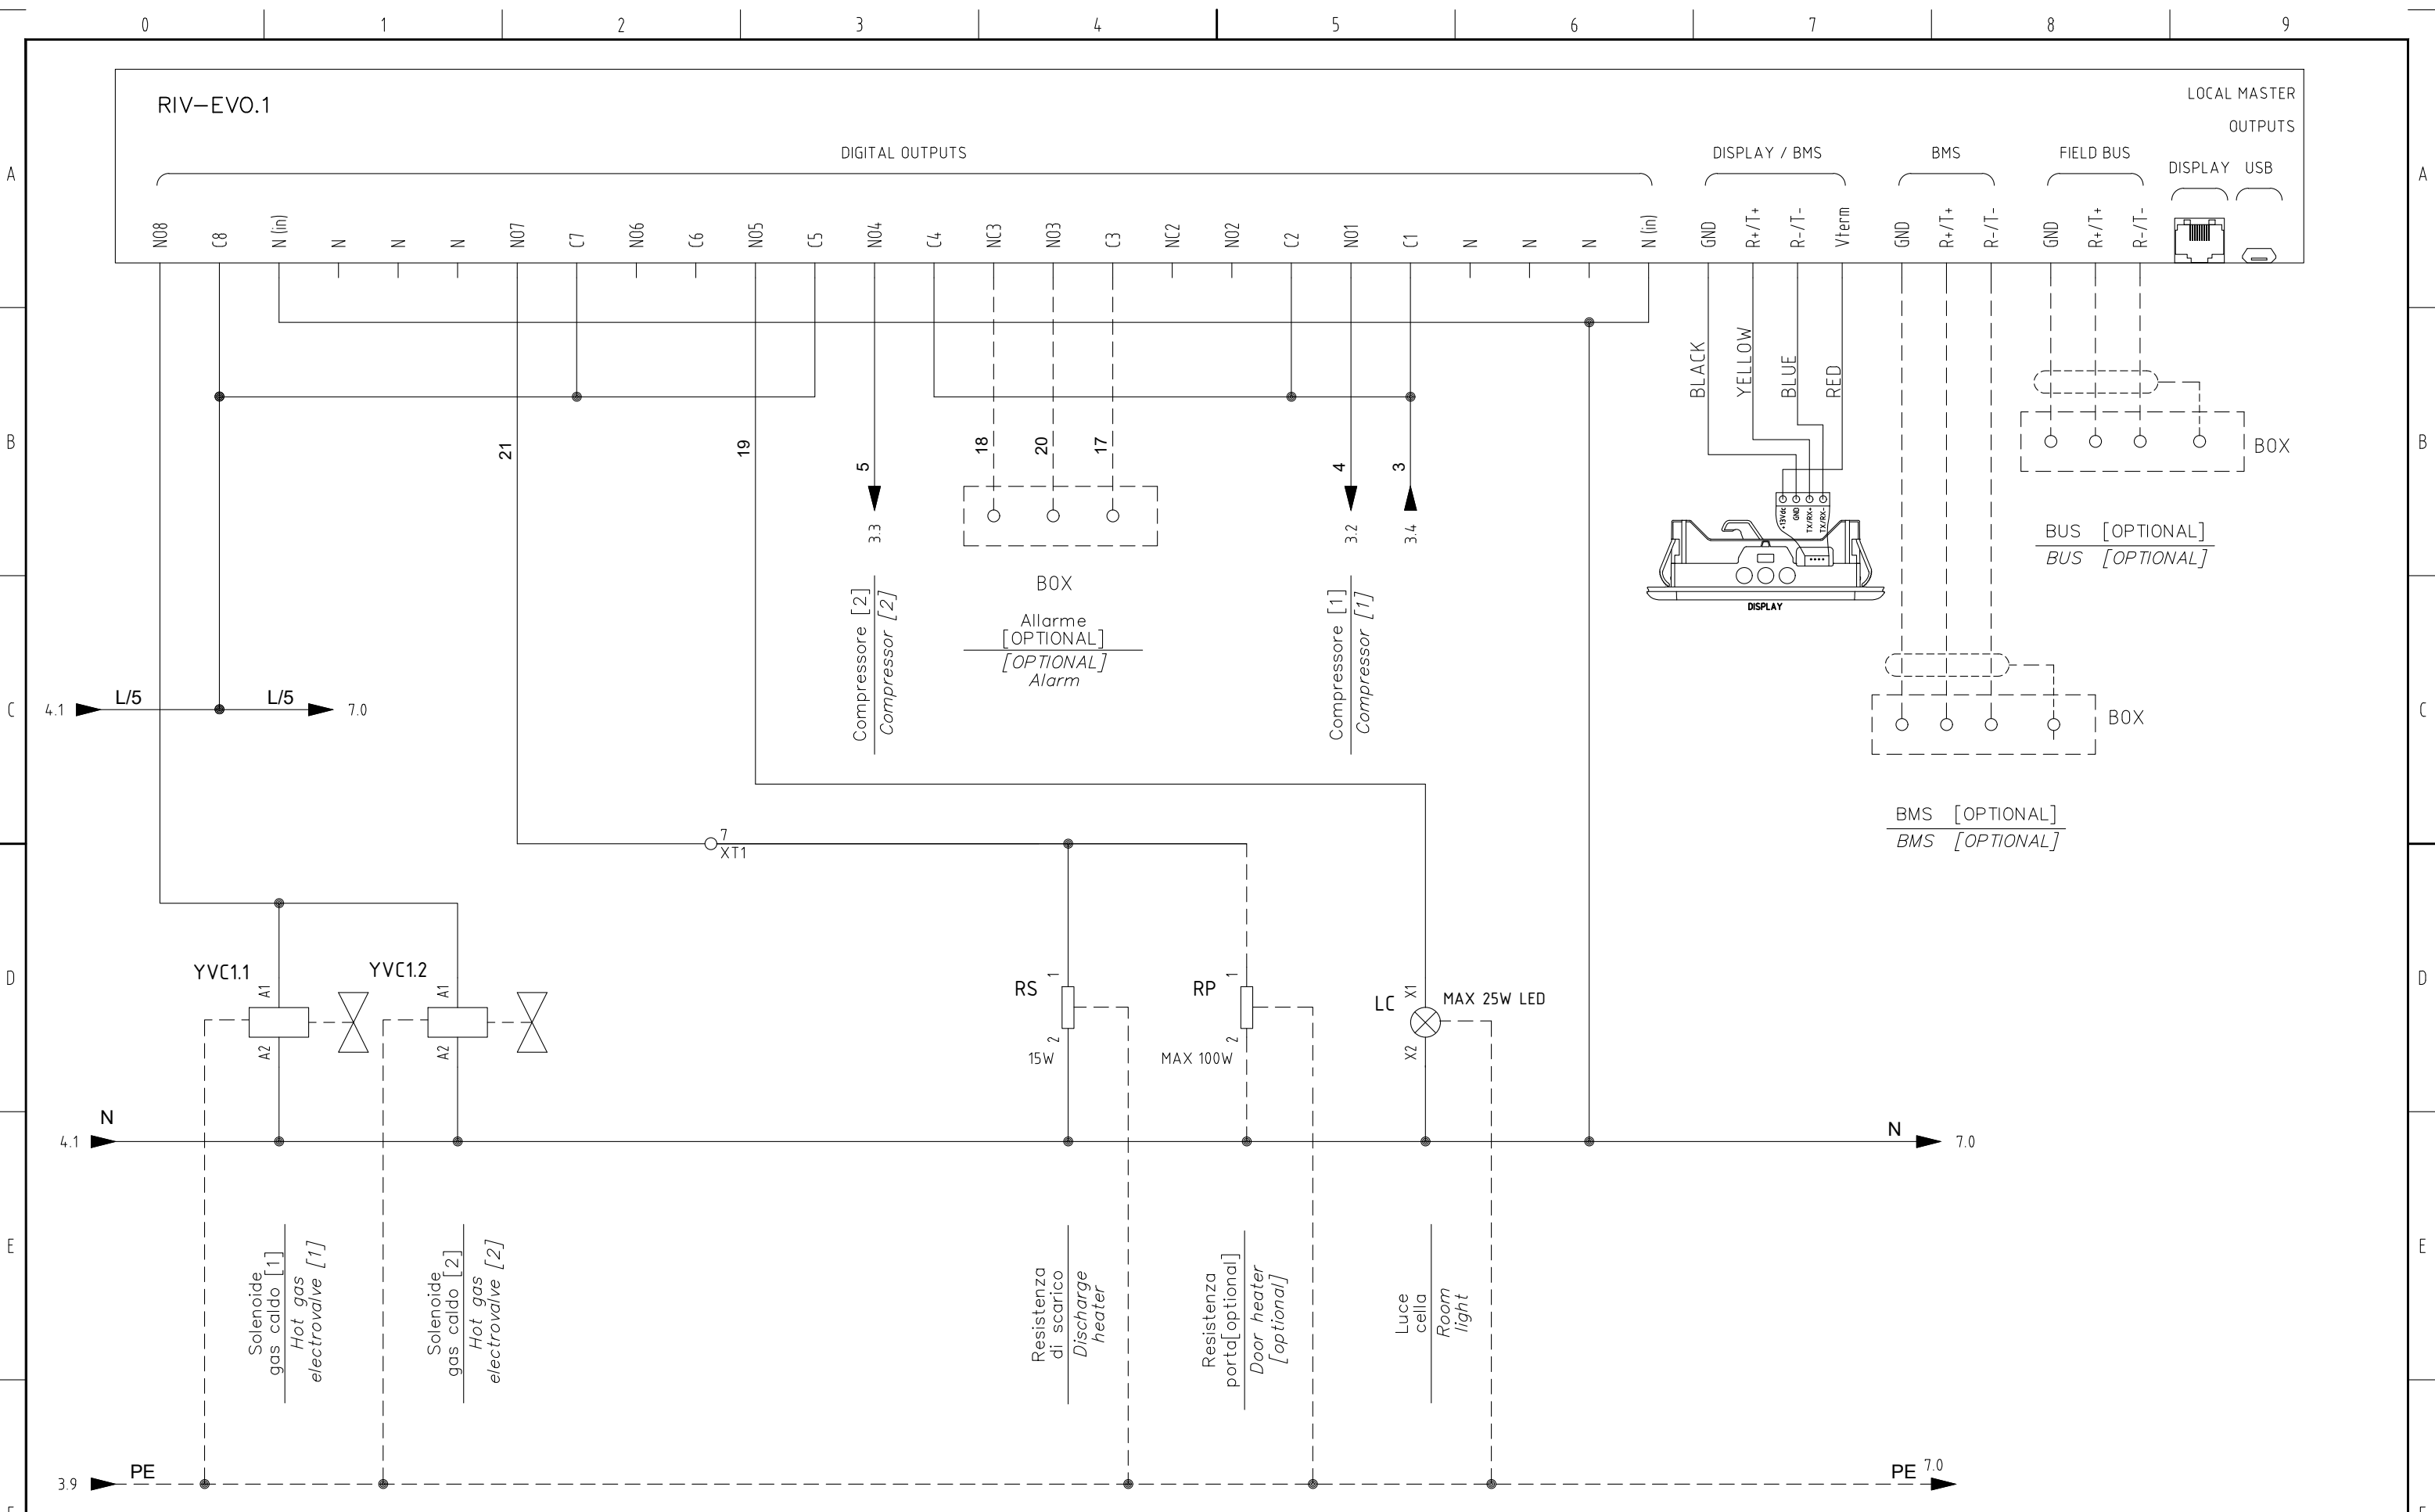 0 1 2 3 4 5 6 7 8 9
RIV-EVO.1
LOCAL MASTER
OUTPUTS
DIGITAL OUTPUTS
DISPLAY / BMS
BMS
FIELD BUS
DISPLAY
USB
A
A
NO8 C8 N (in) N N N NO7 C7 NO6 C6 NO5 C5 NO4 C4 NC3 NO3 C3 NC2 NO2 C2 NO1 C1 N N N N (in) GND R+/T+ R-/T- Vterm GND R+/T+ R-/T- GND R+/T+ R-/T-
BLACK
YELLOW
BLUE
RED
B
B
21
19
5
18
20
17
4
3
BOX
3.3
3.2
3.4
+13Vdc
GND
TX/RX+
TX/RX-
DISPLAY
BUS [OPTIONAL]
BUS [OPTIONAL]
Compressore [2]
Compressor [2]
BOX
Allarme
[OPTIONAL]
[OPTIONAL]
Alarm
Compressore [1]
Compressor [1]
C
C
4.1
L/5
L/5
7.0
BOX
BMS [OPTIONAL]
BMS [OPTIONAL]
7
XT1
D
D
YVC1.1
A1
A2
YVC1.2
A1
A2
RS
1
2
15W
RP
1
2
MAX 100W
LC
X1
X2
MAX 25W LED
4.1
N
N
7.0
E
E
Solenoide
gas caldo [1]
Hot gas
electrovalve [1]
Solenoide
gas caldo [2]
Hot gas
electrovalve [2]
Resistenza
di scarico
Discharge
heater
Resistenza
porta[optional]
Door heater
[optional]
Luce
cella
Room
light
3.9
PE
PE
7.0